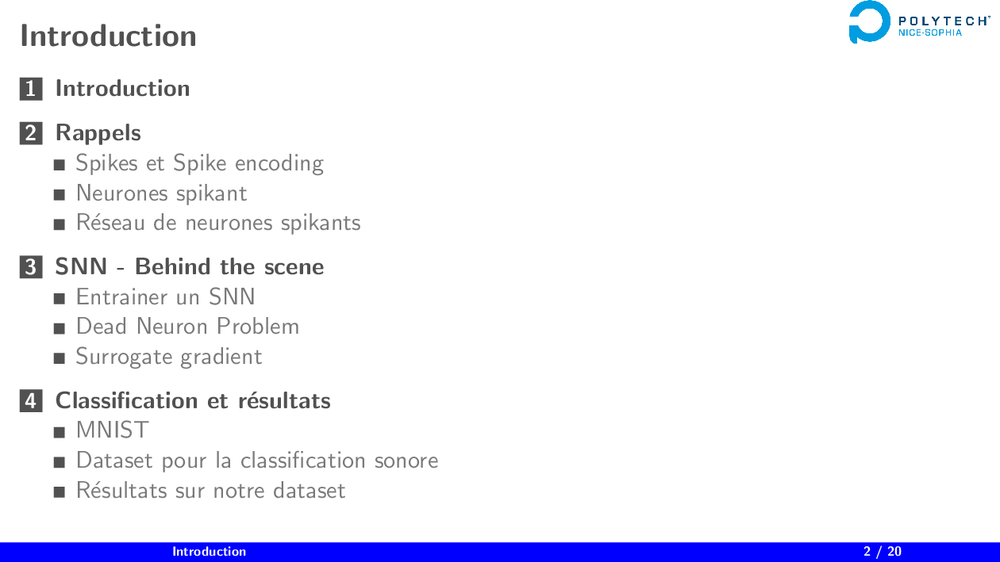 Introduction
POLYTECH
NICE-SOPHIA
1 Introduction
2 Rappels
Spikes et Spike encoding
Neurones spikant
Réseau de neurones spikants
3 SNN - Behind the scene
Entrainer un SNN
Dead Neuron Problem
Surrogate gradient
4 Classification et résultats
MNIST
Dataset pour la classification sonore
Résultats sur notre dataset
Introduction
2 / 20